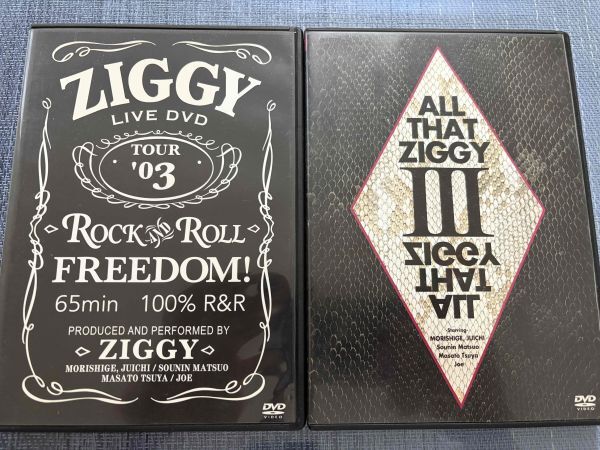 ZIGGY
LIVE DVD
TOUR
'03
ROCK AND ROLL
FREEDOM!
65min 100% R&R
PRODUCED AND PERFORMED BY
ZIGGY
MORISHIGE, JUICHI / SOUNIN MATSUO
MASATO TSUYA / JOE
DVD
VIDEO
ALL
THAT
ZIGGY
III
ZIGGY
THAT
ALL
Starring-
MORISHIGE, JUICHI
Sounin Matsuo
Masato Tsuya
Joe
DVD
VIDEO